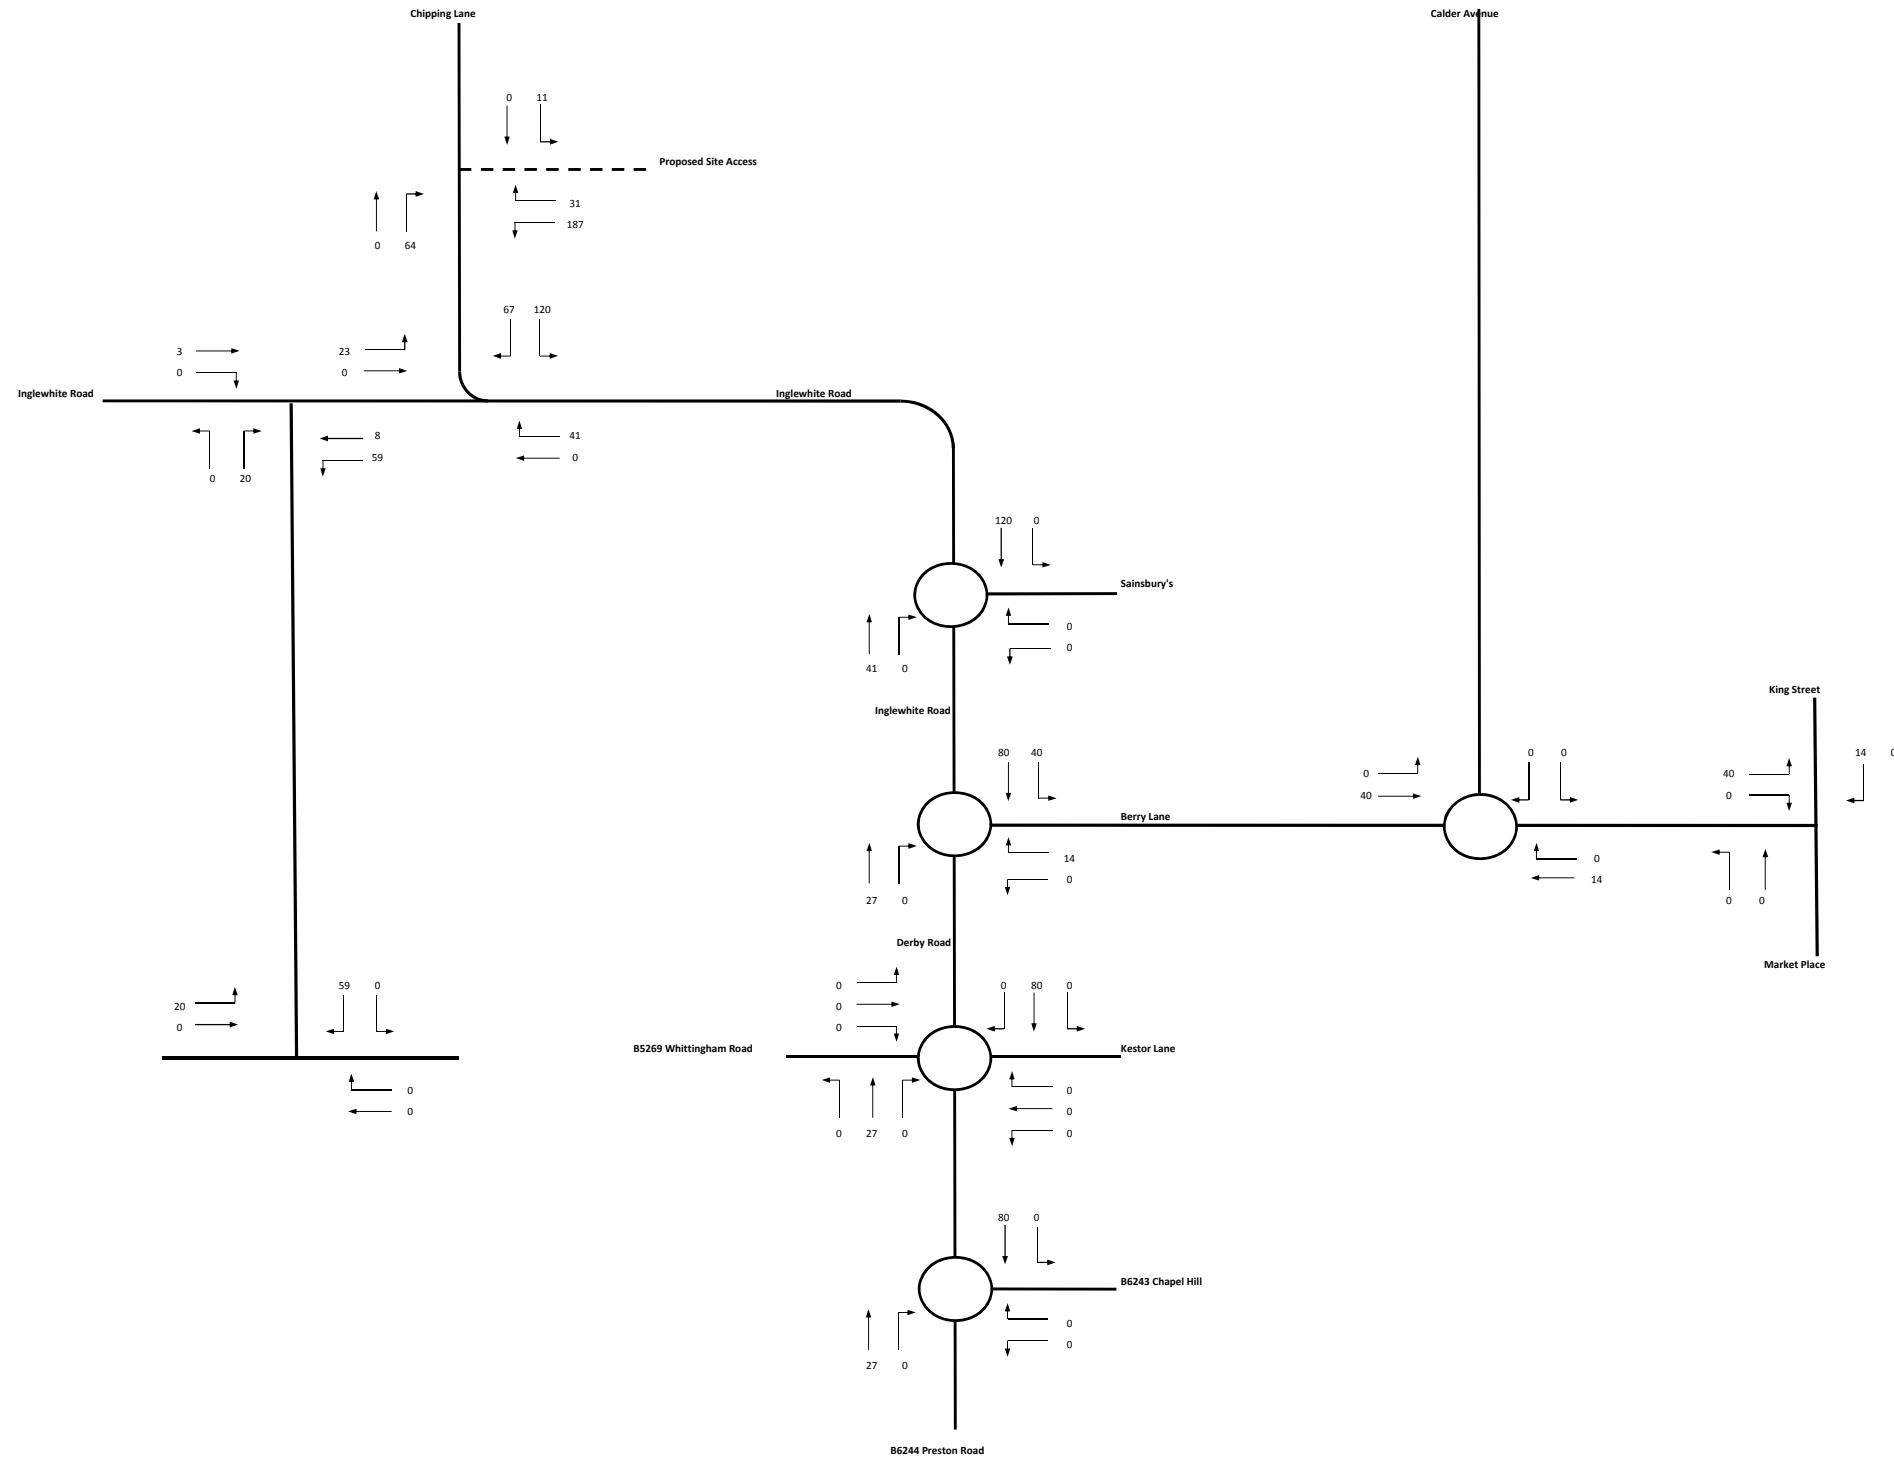 Chipping Lane
Calder Avenue
0 11
Proposed Site Access
31
187
0 64
67 120
3
0
23
0
Inglewhite Road
Inglewhite Road
8
59
41
0
0 20
120 0
Sainsbury's
0
0
41 0
King Street
Inglewhite Road
80 40
0 0
14 0
0
40
40
0
Berry Lane
14
0
0
14
27 0
0 0
Derby Road
Market Place
0
0
0
0 80 0
59 0
20
0
B5269 Whittingham Road
Kestor Lane
0
0
0
0
0
0 27 0
80 0
B6243 Chapel Hill
0
0
27 0
B6244 Preston Road